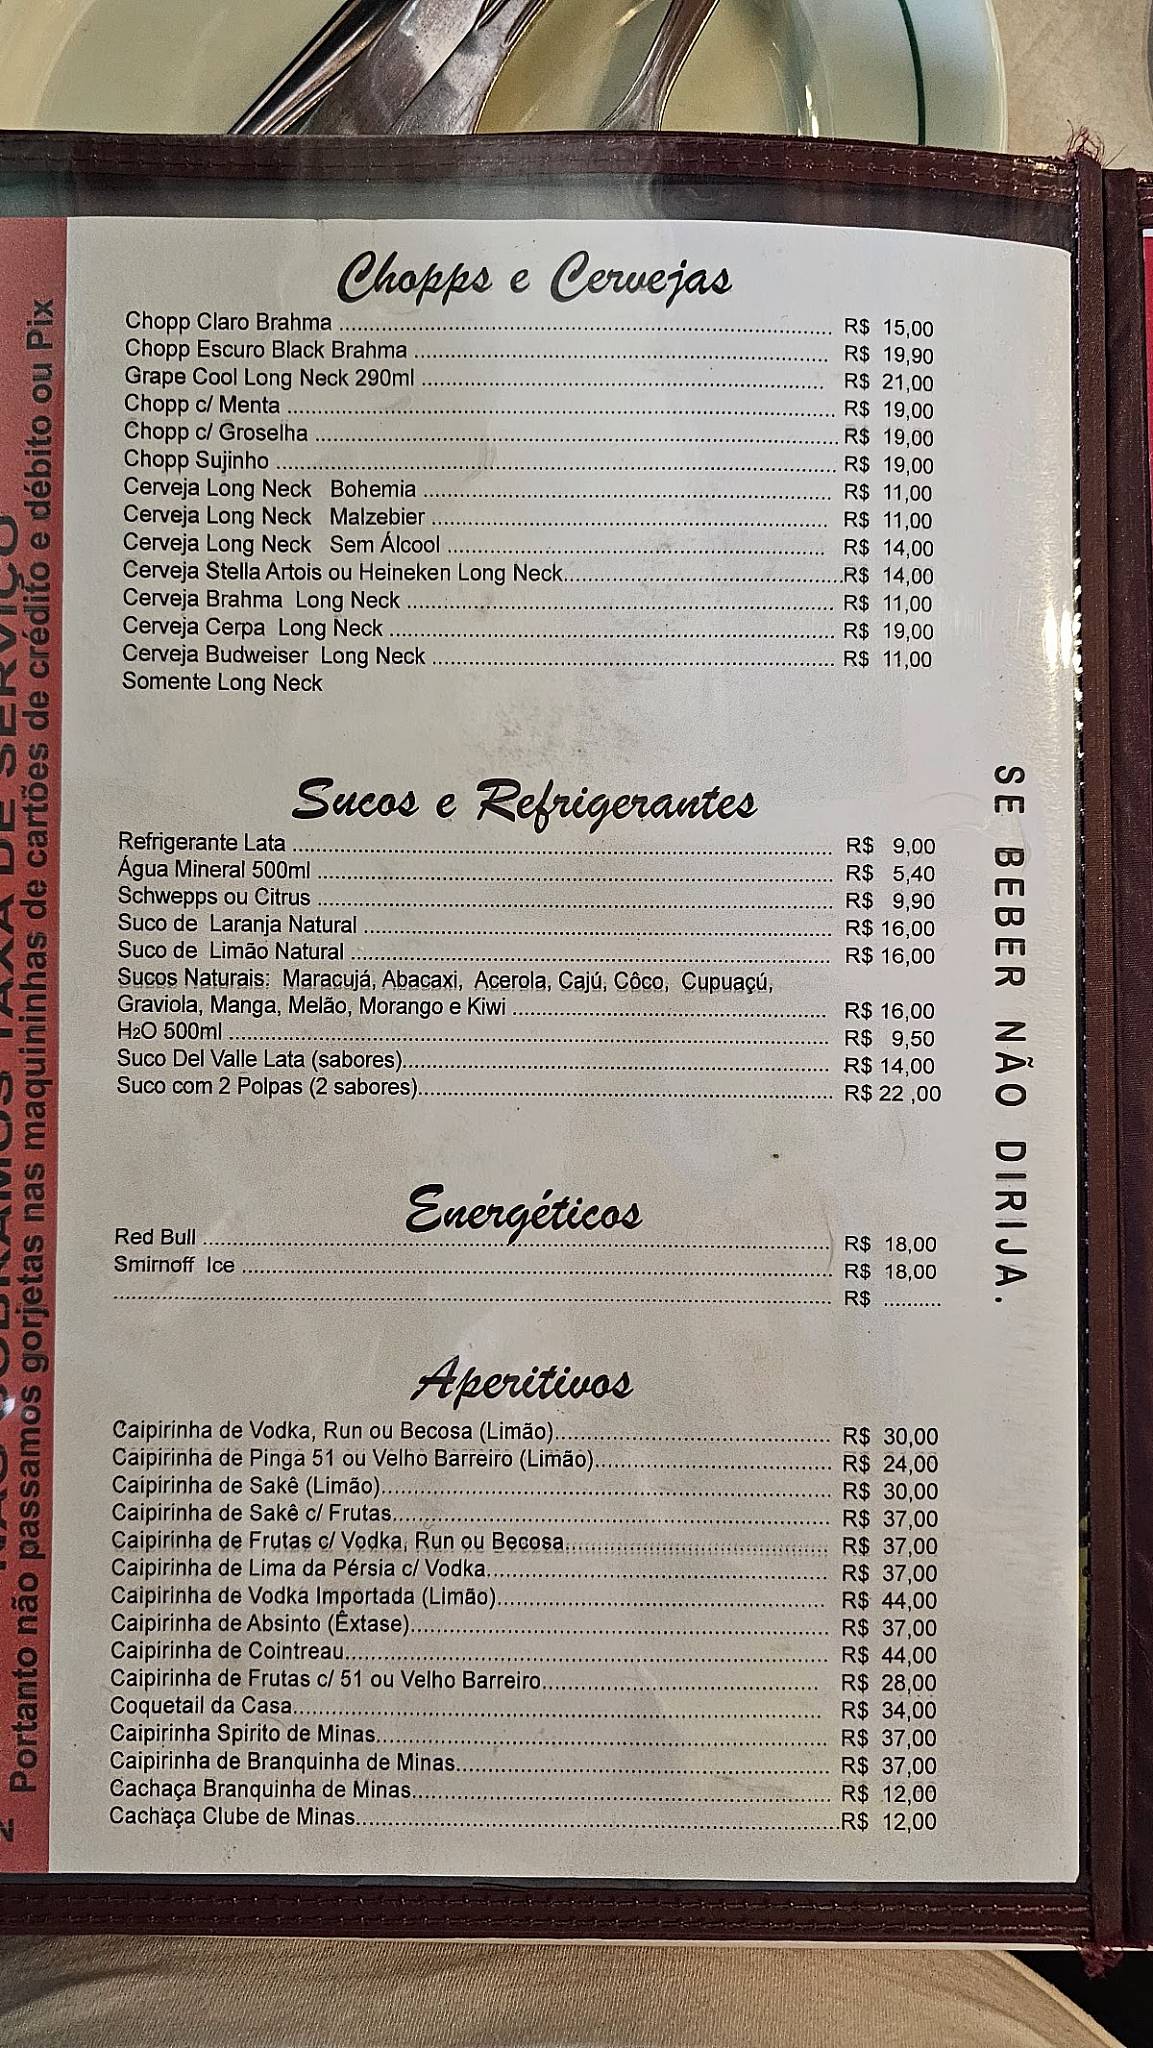 Chopps e Cervejas
Chopp Claro Brahma ........ R$ 15,00
Chopp Escuro Black Brahma ........ R$ 19,90
Grape Cool Long Neck 290ml ........ R$ 21,00
Chopp c/ Menta ........ R$ 19,00
Chopp c/ Groselha ........ R$ 19,00
Chopp Sujinho ........ R$ 19,00
Cerveja Long Neck Bohemia ........ R$ 11,00
Cerveja Long Neck Malzebier ........ R$ 11,00
Cerveja Long Neck Sem Álcool ........ R$ 14,00
Cerveja Stella Artois ou Heineken Long Neck........ R$ 14,00
Cerveja Brahma Long Neck ........ R$ 11,00
Cerveja Cerpa Long Neck ........ R$ 19,00
Cerveja Budweiser Long Neck ........ R$ 11,00
Somente Long Neck
Sucos e Refrigerantes
Refrigerante Lata ........ R$ 9,00
Água Mineral 500ml ........ R$ 5,40
Schwepps ou Citrus ........ R$ 9,90
Suco de Laranja Natural ........ R$ 16,00
Suco de Limão Natural ........ R$ 16,00
Sucos Naturais: Maracujá, Abacaxi, Acerola, Cajú, Côco, Cupuaçú,
Graviola, Manga, Melão, Morango e Kiwi ........ R$ 16,00
H2O 500ml ........ R$ 9,50
Suco Del Valle Lata (sabores)........ R$ 14,00
Suco com 2 Polpas (2 sabores)........ R$ 22 ,00
Energéticos
Red Bull ........ R$ 18,00
Smirnoff Ice ........ R$ 18,00
........ R$ ..........
Aperitivos
Caipirinha de Vodka, Run ou Becosa (Limão)........ R$ 30,00
Caipirinha de Pinga 51 ou Velho Barreiro (Limão)........ R$ 24,00
Caipirinha de Sakê (Limão)........ R$ 30,00
Caipirinha de Sakê c/ Frutas........ R$ 37,00
Caipirinha de Frutas c/ Vodka, Run ou Becosa........ R$ 37,00
Caipirinha de Lima da Pérsia c/ Vodka........ R$ 37,00
Caipirinha de Vodka Importada (Limão)........ R$ 44,00
Caipirinha de Absinto (Êxtase)........ R$ 37,00
Caipirinha de Cointreau........ R$ 44,00
Caipirinha de Frutas c/ 51 ou Velho Barreiro........ R$ 28,00
Coquetail da Casa........ R$ 34,00
Caipirinha Spirito de Minas........ R$ 37,00
Caipirinha de Branquinha de Minas........ R$ 37,00
Cachaça Branquinha de Minas........ R$ 12,00
Cachaça Clube de Minas........ R$ 12,00
SE BEBER NÃO DIRIJA.
NÃO COBRAMOS TAXA DE SERVIÇO
Portanto não passamos gorjetas nas maquininhas de cartões de crédito e débito ou Pix